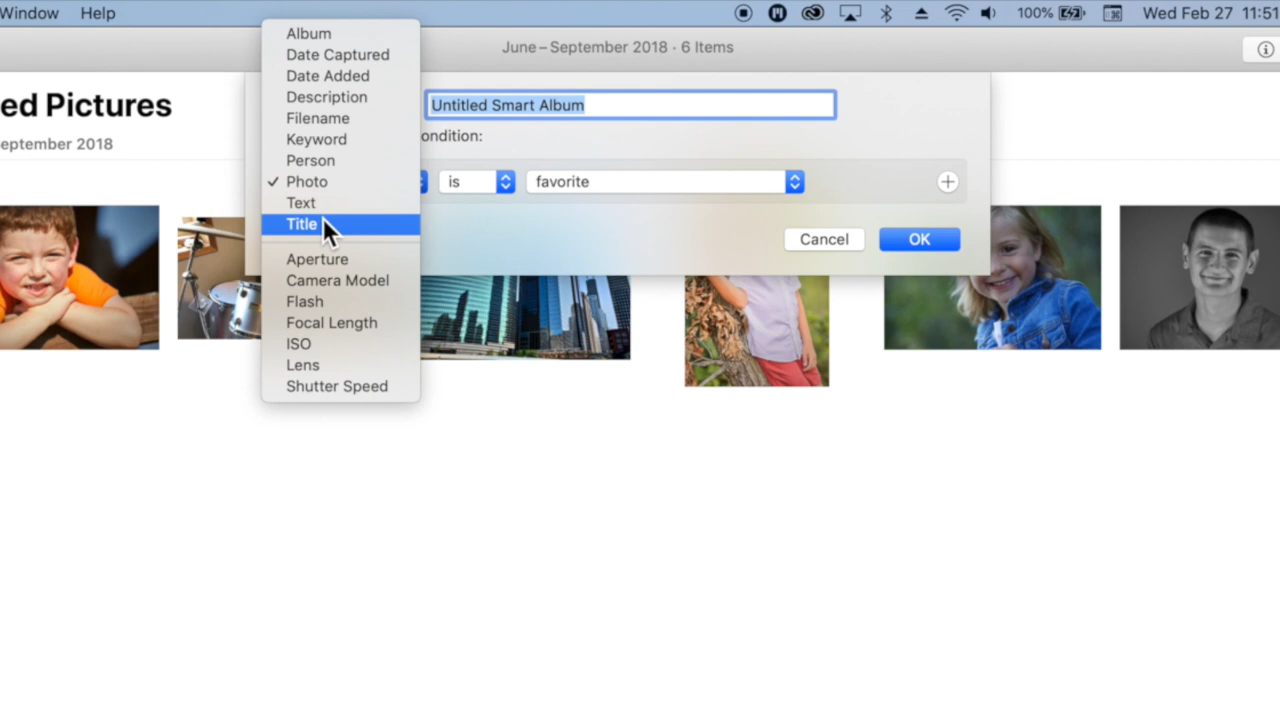 Window Help
100% Wed Feb 27 11:51
June – September 2018 · 6 Items
ed Pictures
eptember 2018
Untitled Smart Album
ondition:
is favorite
Cancel OK
Album
Date Captured
Date Added
Description
Filename
Keyword
Person
✓ Photo
Text
Title
Aperture
Camera Model
Flash
Focal Length
ISO
Lens
Shutter Speed